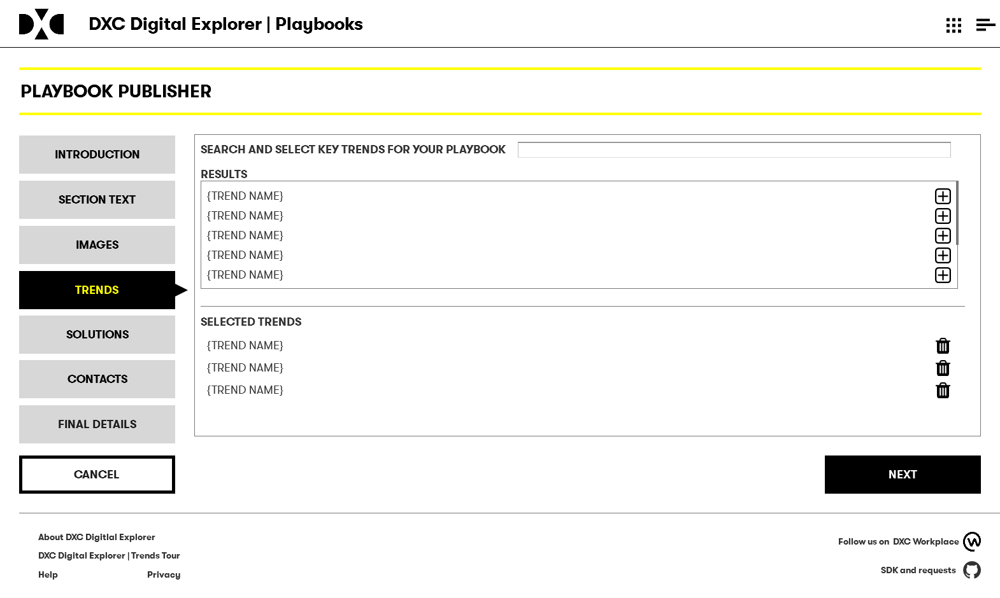 DXC Digital Explorer | Playbooks
PLAYBOOK PUBLISHER
INTRODUCTION
SECTION TEXT
IMAGES
TRENDS
SOLUTIONS
CONTACTS
FINAL DETAILS
CANCEL
SEARCH AND SELECT KEY TRENDS FOR YOUR PLAYBOOK
RESULTS
{TREND NAME}
{TREND NAME}
{TREND NAME}
{TREND NAME}
{TREND NAME}
SELECTED TRENDS
{TREND NAME}
{TREND NAME}
{TREND NAME}
NEXT
About DXC Digitial Explorer
DXC Digital Explorer | Trends Tour
Help Privacy
Follow us on DXC Workplace
SDK and requests